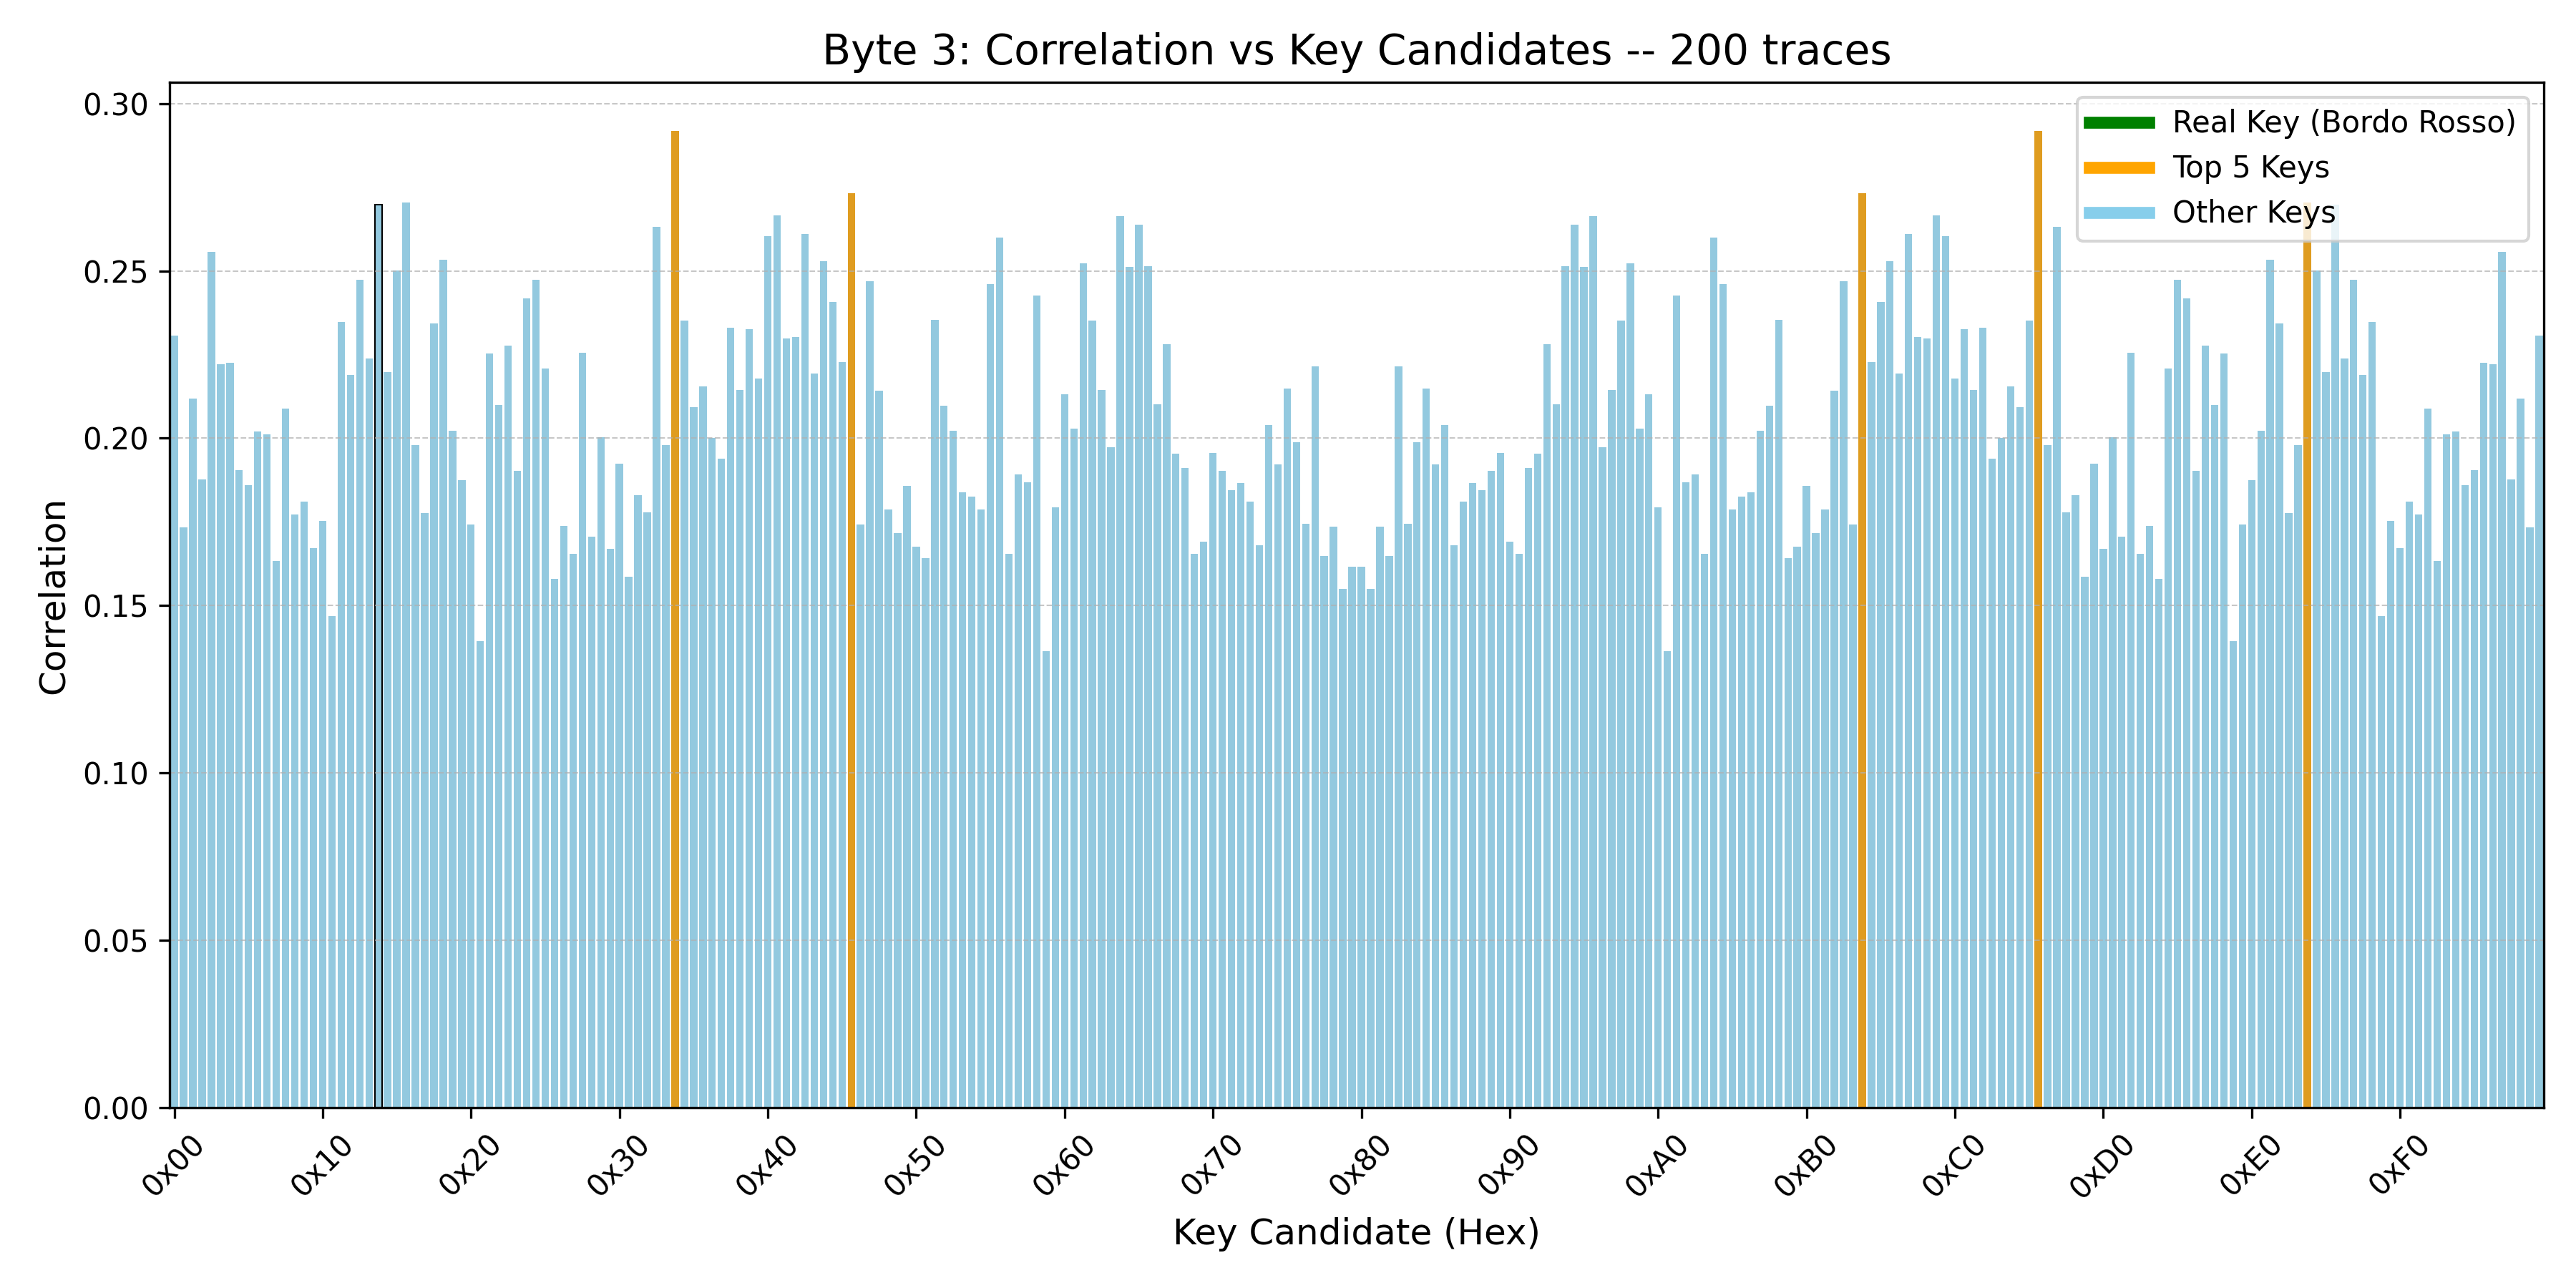 Byte 3: Correlation vs Key Candidates -- 200 traces
Real Key (Bordo Rosso)
Top 5 Keys
Other Keys
Correlation
0.30
0.25
0.20
0.15
0.10
0.05
0.00
0x00 0x10 0x20 0x30 0x40 0x50 0x60 0x70 0x80 0x90 0xA0 0xB0 0xC0 0xD0 0xE0 0xF0
Key Candidate (Hex)